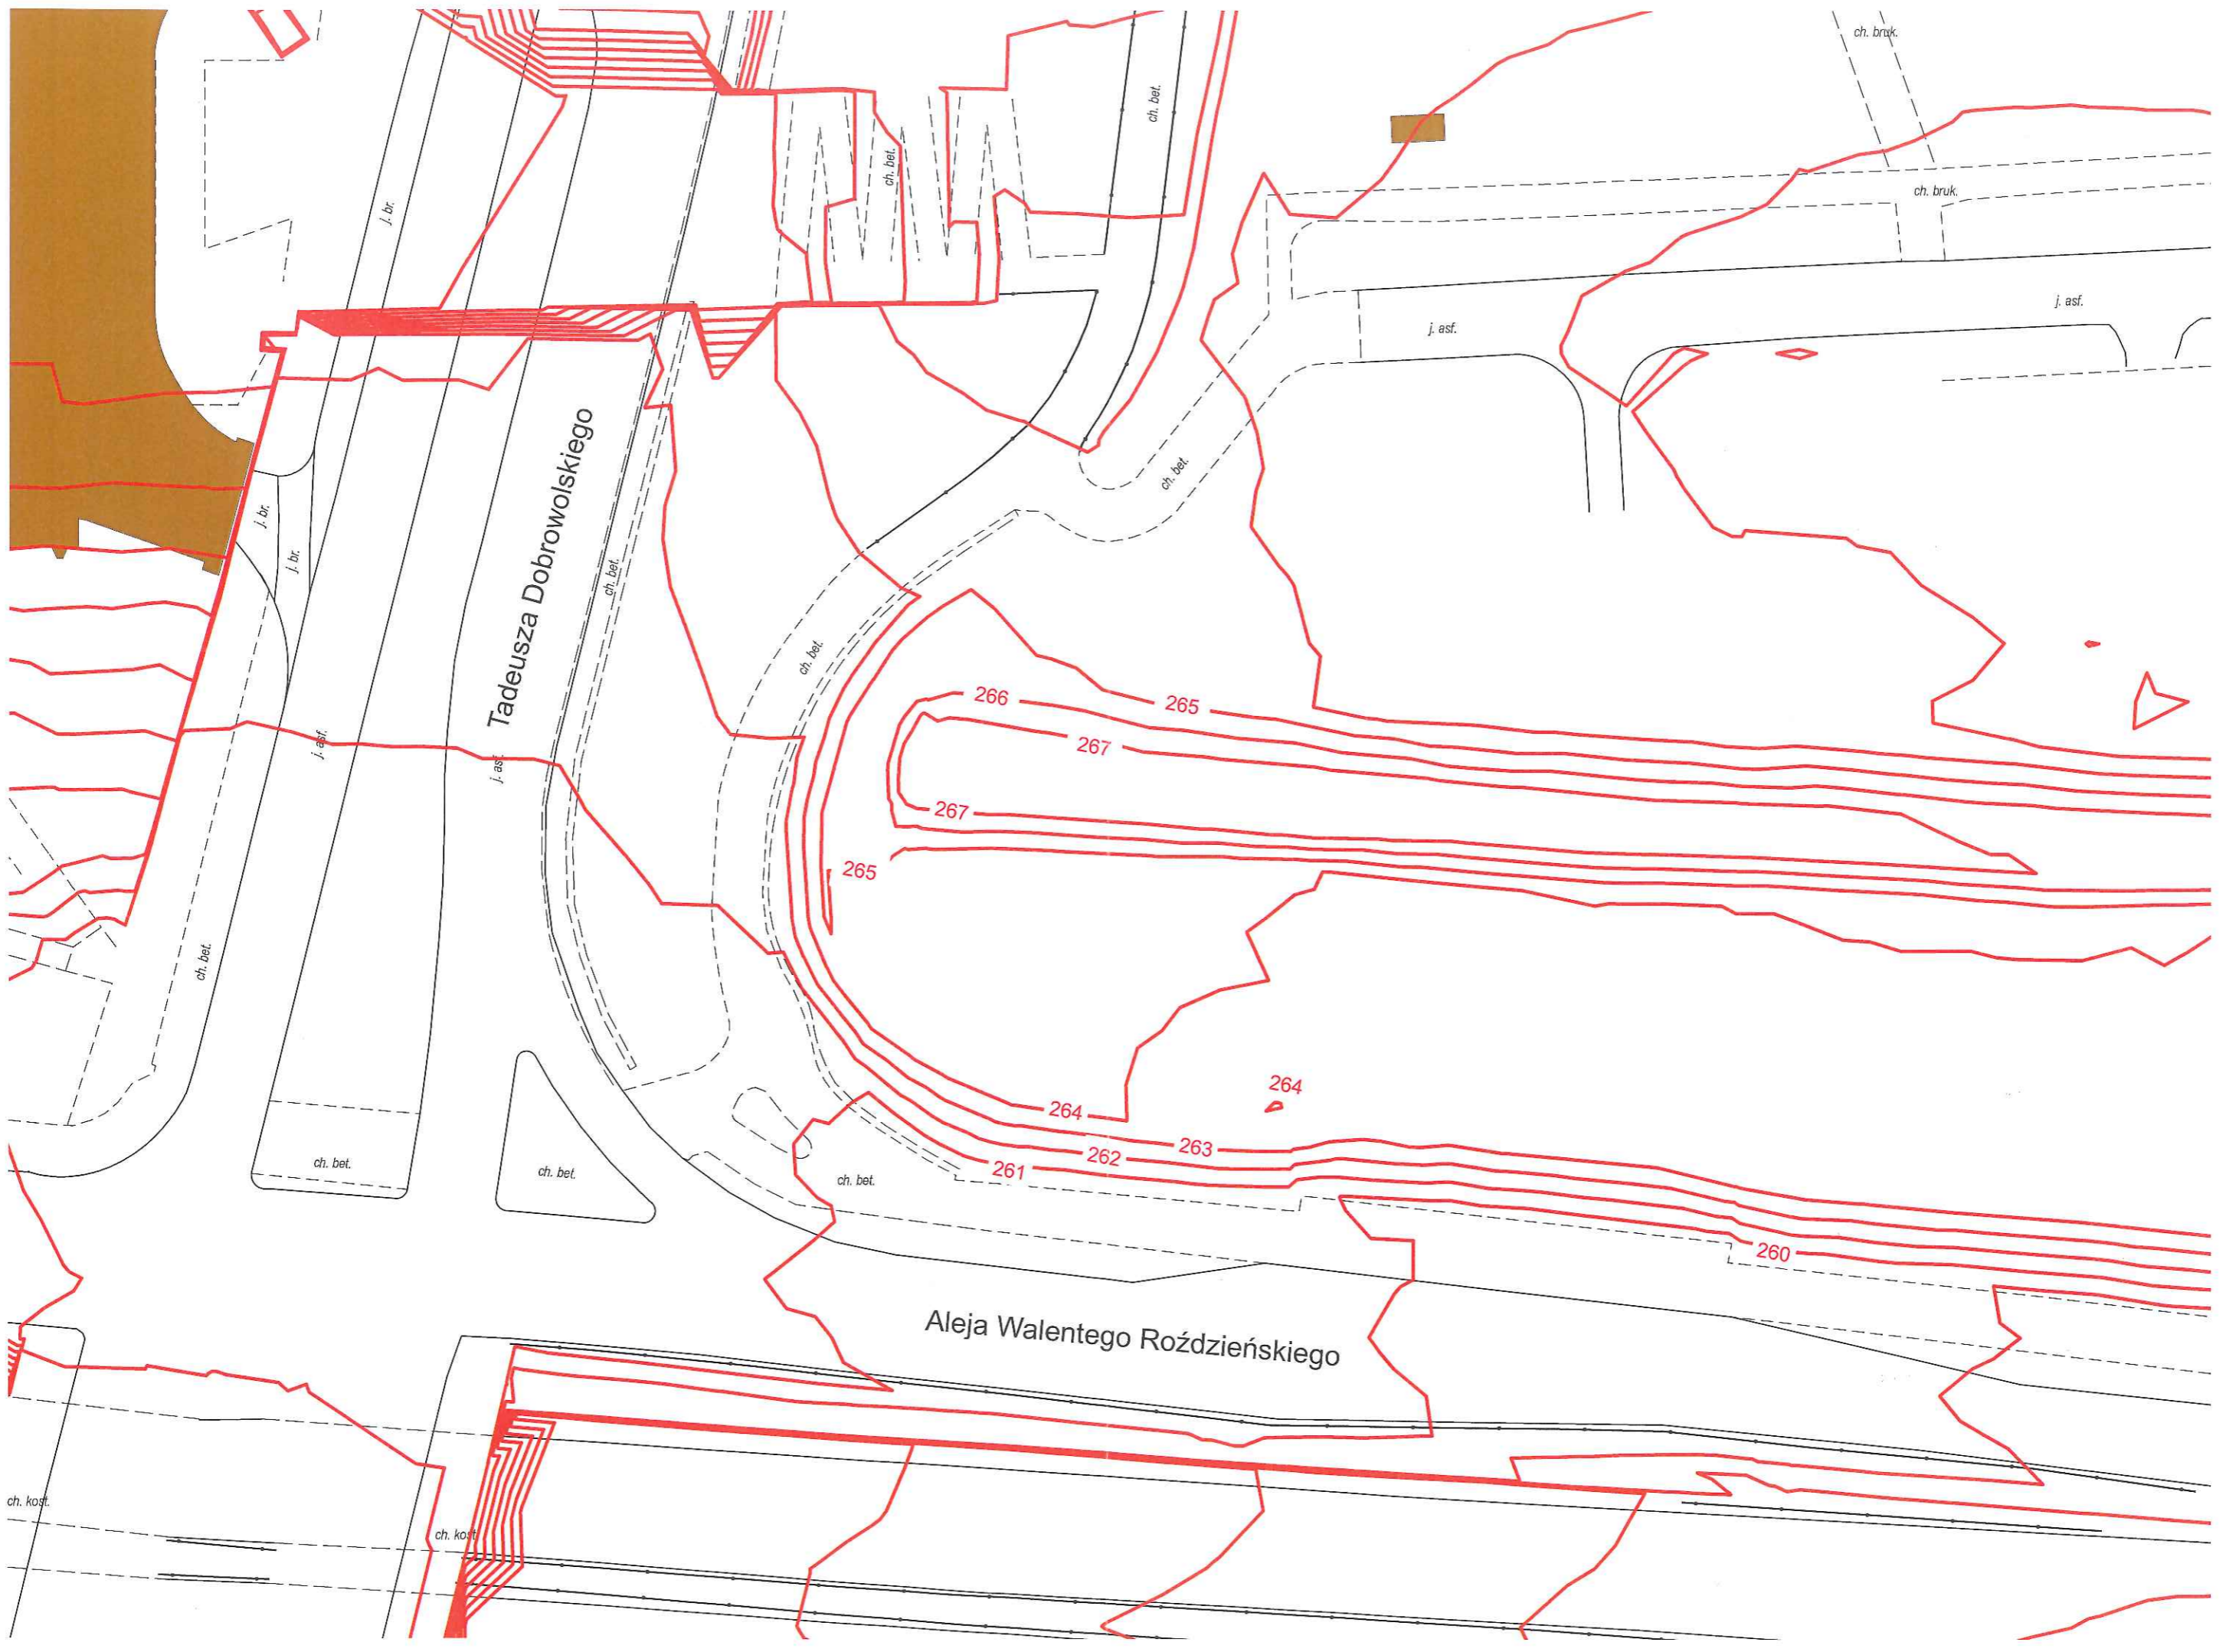 ch. bruk.
ch. bet.
ch. bet.
j. br.
ch. bruk.
j. asf.
j. asf.
Tadeusza Dobrowolskiego
ch. bet.
j. br.
j. br.
ch. bet.
ch. bet.
266
265
j. asf.
j. asf.
267
267
265
ch. bet.
264
264
263
262
261
ch. bet.
ch. bet.
ch. bet.
260
Aleja Walentego Roździeńskiego
ch. kost.
ch. kost.